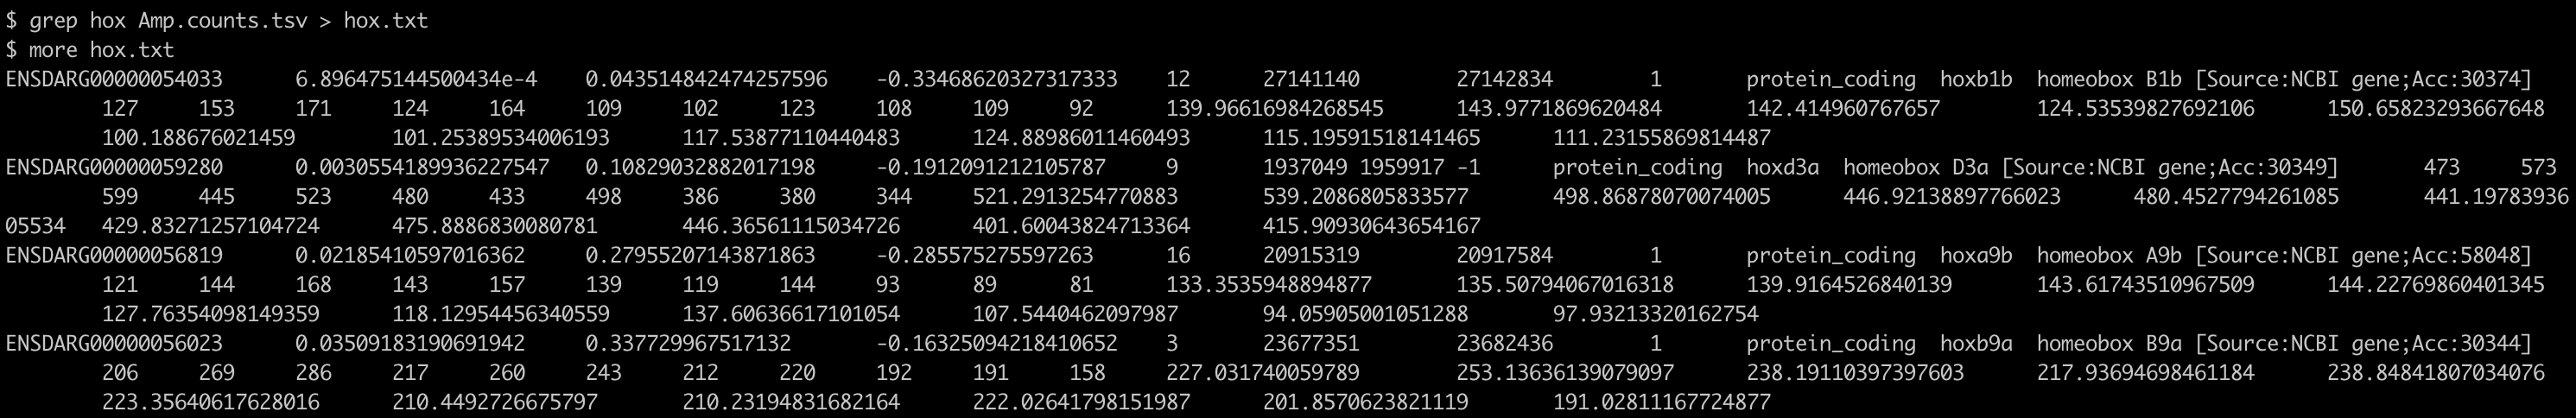 $ grep hox Amp.counts.tsv > hox.txt
$ more hox.txt
ENSDARG00000054033 6.896475144500434e-4 0.043514842474257596 -0.33468620327317333 12 27141140 27142834 1 protein_coding hoxb1b homeobox B1b [Source:NCBI gene;Acc:30374]
127 153 171 124 164 109 102 123 108 109 92 139.96616984268545 143.9771869620484 142.414960767657 124.53539827692106 150.65823293667648
100.188676021459 101.25389534006193 117.53877110440483 124.88986011460493 115.19591518141465 111.23155869814487
ENSDARG00000059280 0.0030554189936227547 0.10829032882017198 -0.1912091212105787 9 1937049 1959917 -1 protein_coding hoxd3a homeobox D3a [Source:NCBI gene;Acc:30349] 473 573
599 445 523 480 433 498 386 380 344 521.2913254770883 539.2086805833577 498.86878070074005 446.92138897766023 480.4527794261085 441.19783936
05534 429.83271257104724 475.8886830080781 446.36561115034726 401.60043824713364 415.90930643654167
ENSDARG00000056819 0.02185410597016362 0.27955207143871863 -0.285575275597263 16 20915319 20917584 1 protein_coding hoxa9b homeobox A9b [Source:NCBI gene;Acc:58048]
121 144 168 143 157 139 119 144 93 89 81 133.3535948894877 135.50794067016318 139.9164526840139 143.61743510967509 144.22769860401345
127.76354098149359 118.12954456340559 137.60636617101054 107.5440462097987 94.05905001051288 97.93213320162754
ENSDARG00000056023 0.03509183190691942 0.337729967517132 -0.16325094218410652 3 23677351 23682436 1 protein_coding hoxb9a homeobox B9a [Source:NCBI gene;Acc:30344]
206 269 286 217 260 243 212 220 192 191 158 227.031740059789 253.13636139079097 238.19110397397603 217.93694698461184 238.84841807034076
223.35640617628016 210.4492726675797 210.23194831682164 222.02641798151987 201.8570623821119 191.02811167724877